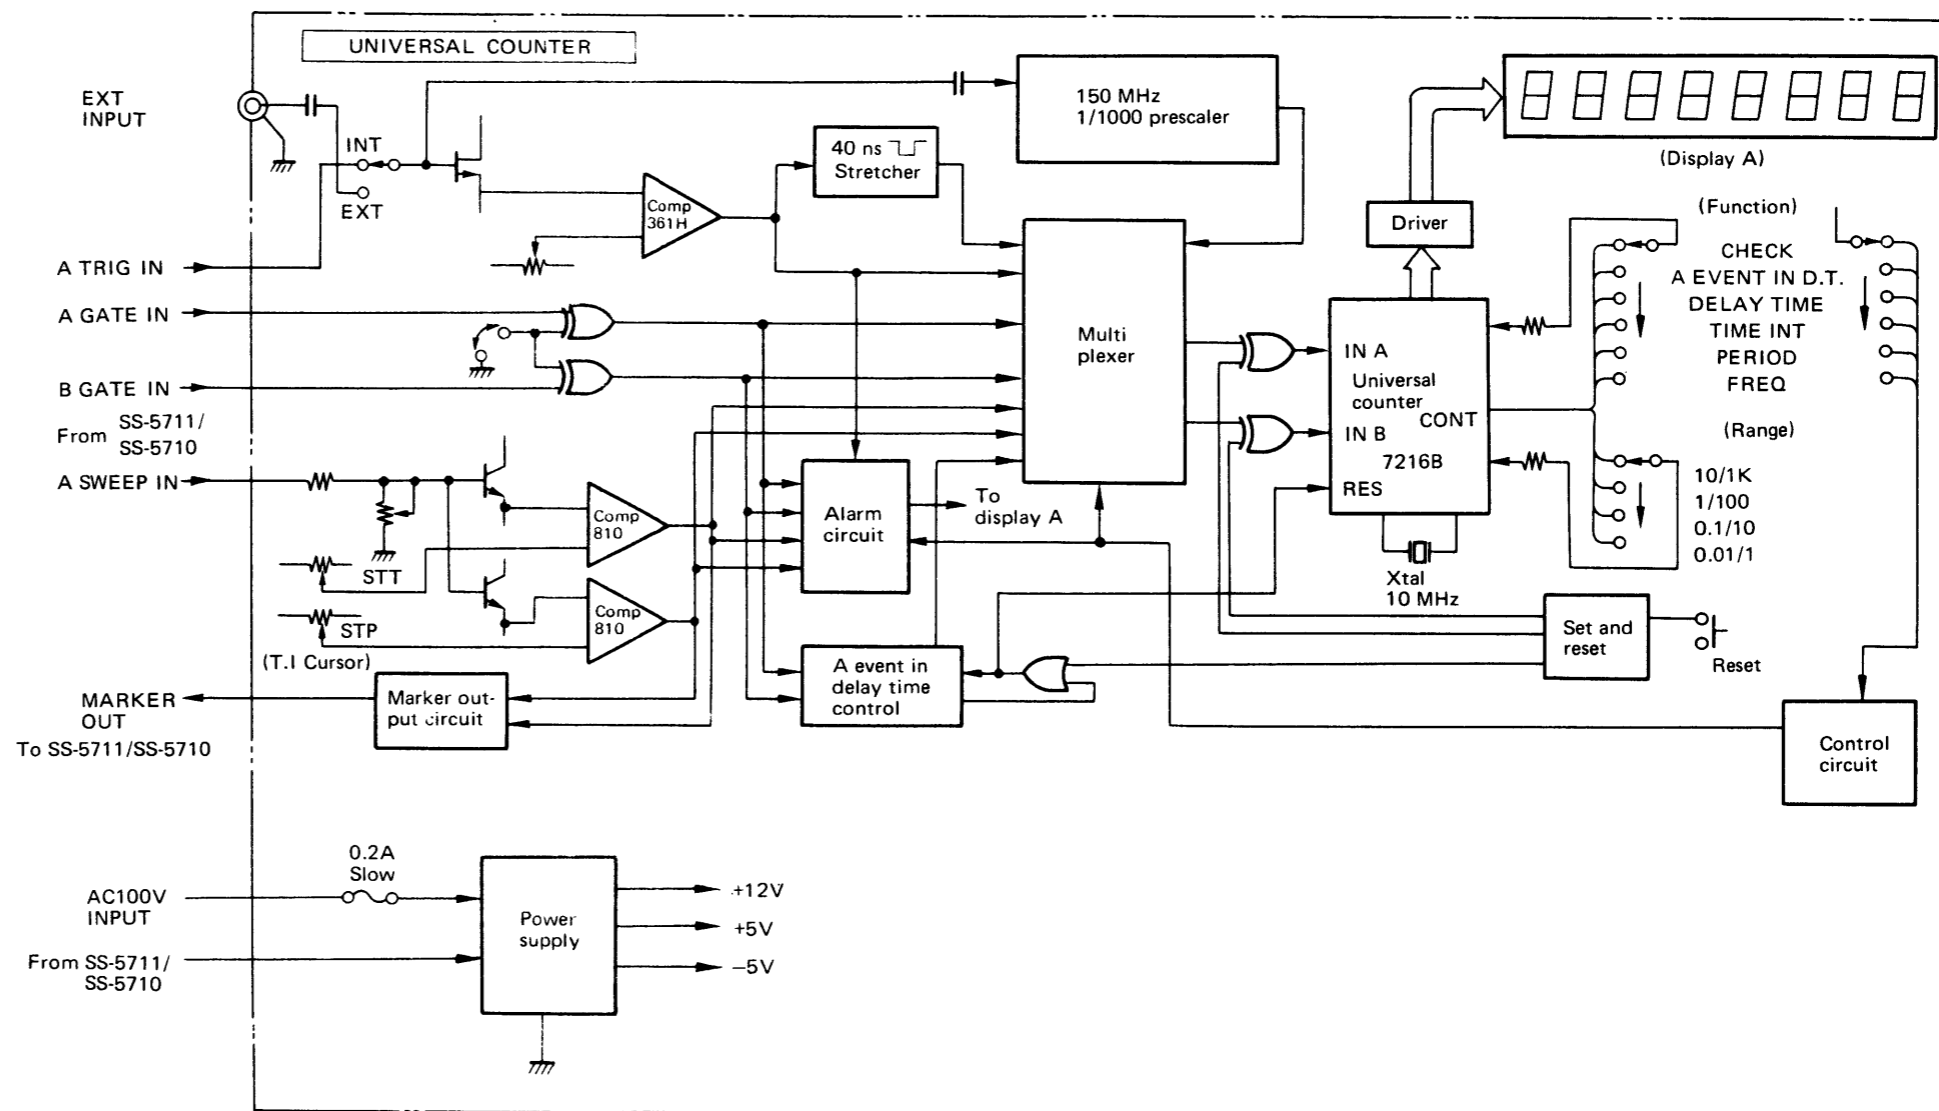 UNIVERSAL COUNTER
EXT
INPUT
INT
EXT
150 MHz
1/1000 prescaler
40 ns
Stretcher
(Display A)
Comp
361H
Driver
(Function)
CHECK
A EVENT IN D.T.
DELAY TIME
TIME INT
PERIOD
FREQ
A TRIG IN
A GATE IN
B GATE IN
From SS-5711/
SS-5710
A SWEEP IN
Multi
plexer
IN A
Universal
counter
CONT
IN B
7216B
RES
(Range)
10/1K
1/100
0.1/10
0.01/1
Xtal
10 MHz
Comp
810
Alarm
circuit
To
display A
STT
STP
(T.I Cursor)
Comp
810
Set and
reset
Reset
A event in
delay time
control
MARKER
OUT
To SS-5711/SS-5710
Marker out-
put circuit
Control
circuit
0.2A
Slow
AC100V
INPUT
From SS-5711/
SS-5710
Power
supply
+12V
+5V
−5V